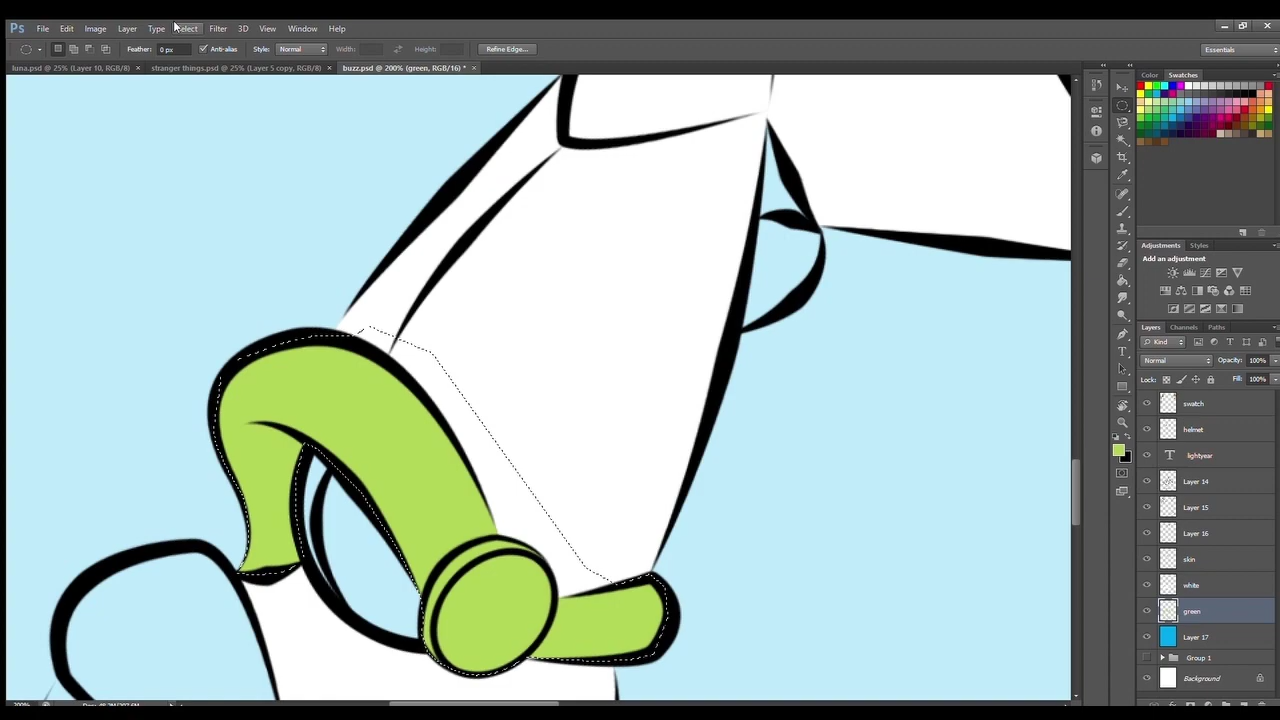 Ps File Edit Image Layer Type Select Filter 3D View Window Help
Feather: 0 px Anti-alias Style: Normal Width: Height: Refine Edge... Essentials
luna.psd @ 25% (Layer 10, RGB/8) × stranger things.psd @ 25% (Layer 5 copy, RGB/8) × buzz.psd @ 200% (green, RGB/16) * ×
Color Swatches
Adjustments Styles
Add an adjustment
Layers Channels Paths
Kind
Normal Opacity: 100%
Lock: Fill: 100%
swatch
helmet
T lightyear
Layer 14
Layer 15
Layer 16
skin
white
green
Layer 17
Group 1
Background